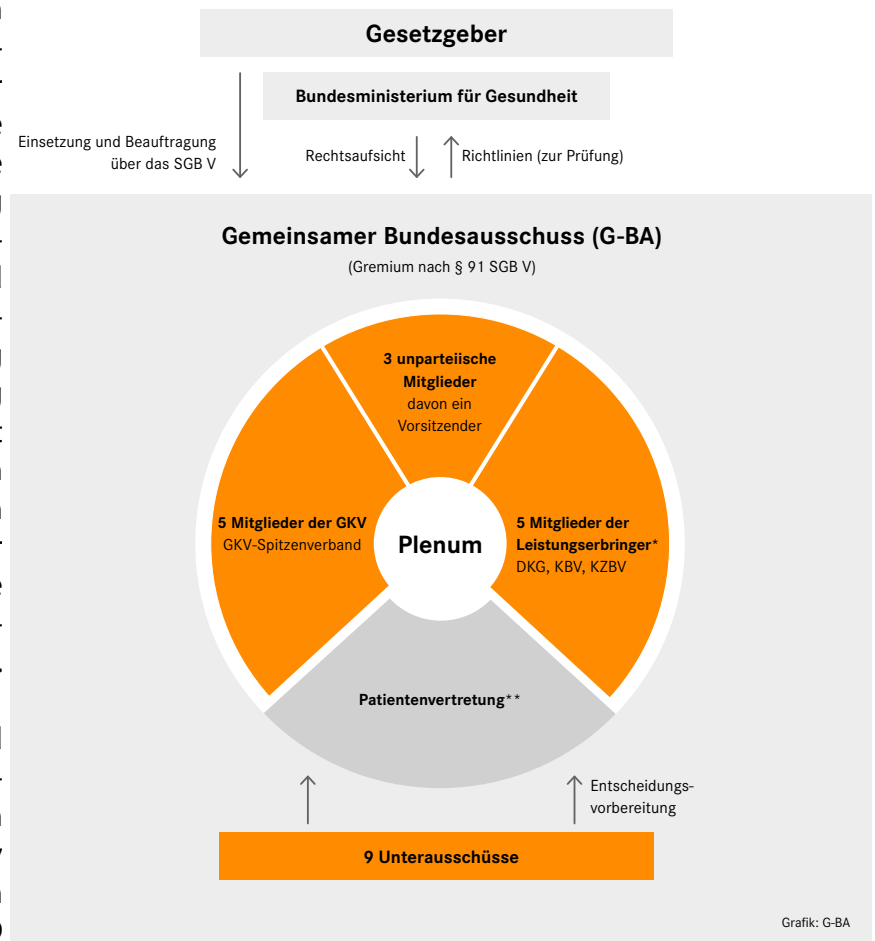 Gesetzgeber
Bundesministerium für Gesundheit
Einsetzung und Beauftragung
über das SGB V
Rechtsaufsicht
Richtlinien (zur Prüfung)
Gemeinsamer Bundesausschuss (G-BA)
(Gremium nach § 91 SGB V)
3 unparteiische
Mitglieder
davon ein
Vorsitzender
5 Mitglieder der GKV
GKV-Spitzenverband
Plenum
5 Mitglieder der
Leistungserbringer*
DKG, KBV, KZBV
Patientenvertretung**
Entscheidungs-
vorbereitung
9 Unterausschüsse
Grafik: G-BA